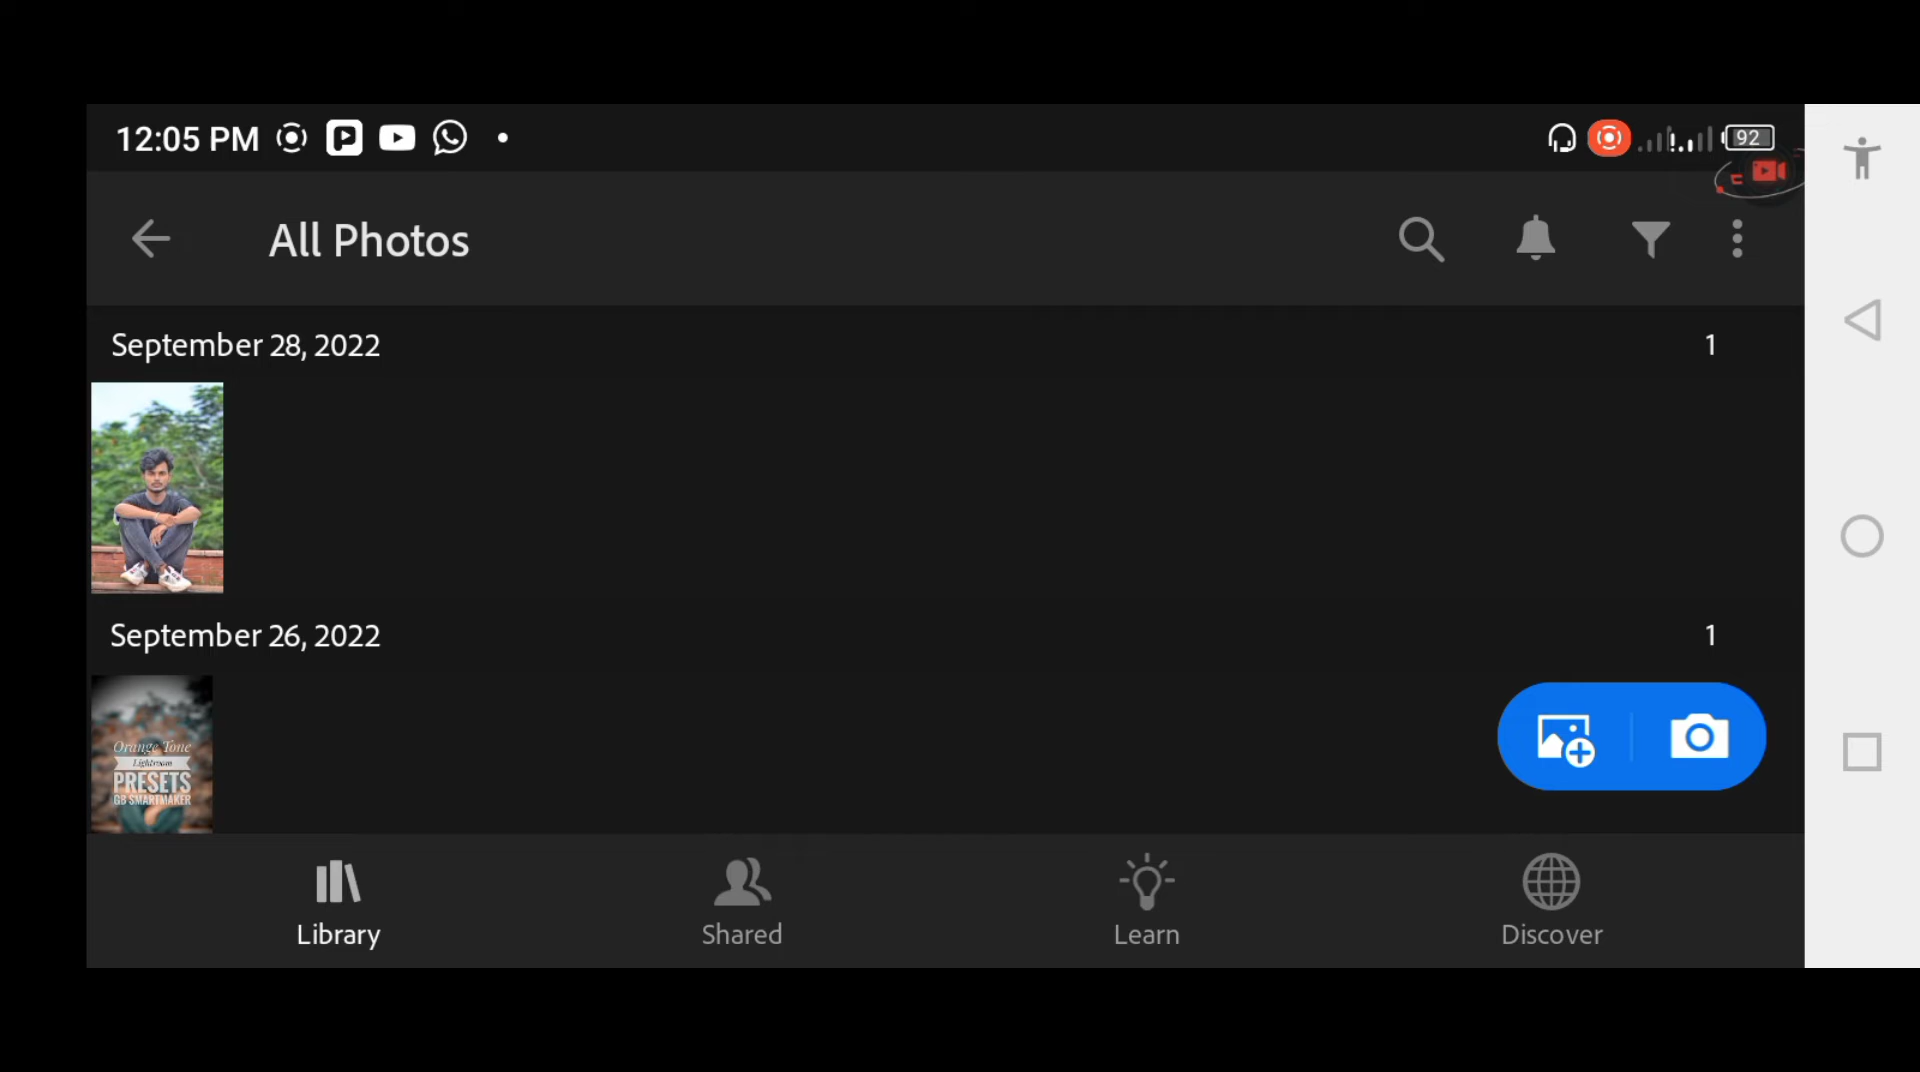 12:05 PM
92
All Photos
September 28, 2022
1
September 26, 2022
1
Orange Tone
Lightroom
PRESETS
GB SMARTMAKER
Library
Shared
Learn
Discover